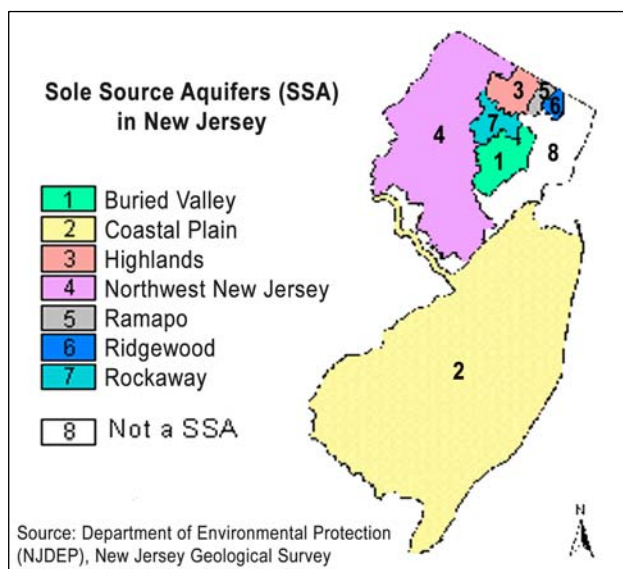 Sole Source Aquifers (SSA)
in New Jersey
1 Buried Valley
2 Coastal Plain
3 Highlands
4 Northwest New Jersey
5 Ramapo
6 Ridgewood
7 Rockaway
8 Not a SSA
Source: Department of Environmental Protection
(NJDEP), New Jersey Geological Survey
3
5
6
7
4
8
1
2
N